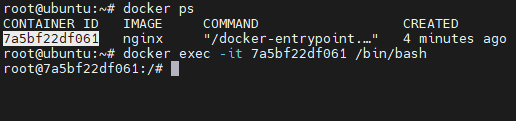 root@ubuntu:~# docker ps
CONTAINER ID   IMAGE     COMMAND                  CREATED
7a5bf22df061   nginx     "/docker-entrypoint.…"   4 minutes ago
root@ubuntu:~# docker exec -it 7a5bf22df061 /bin/bash
root@7a5bf22df061:/#